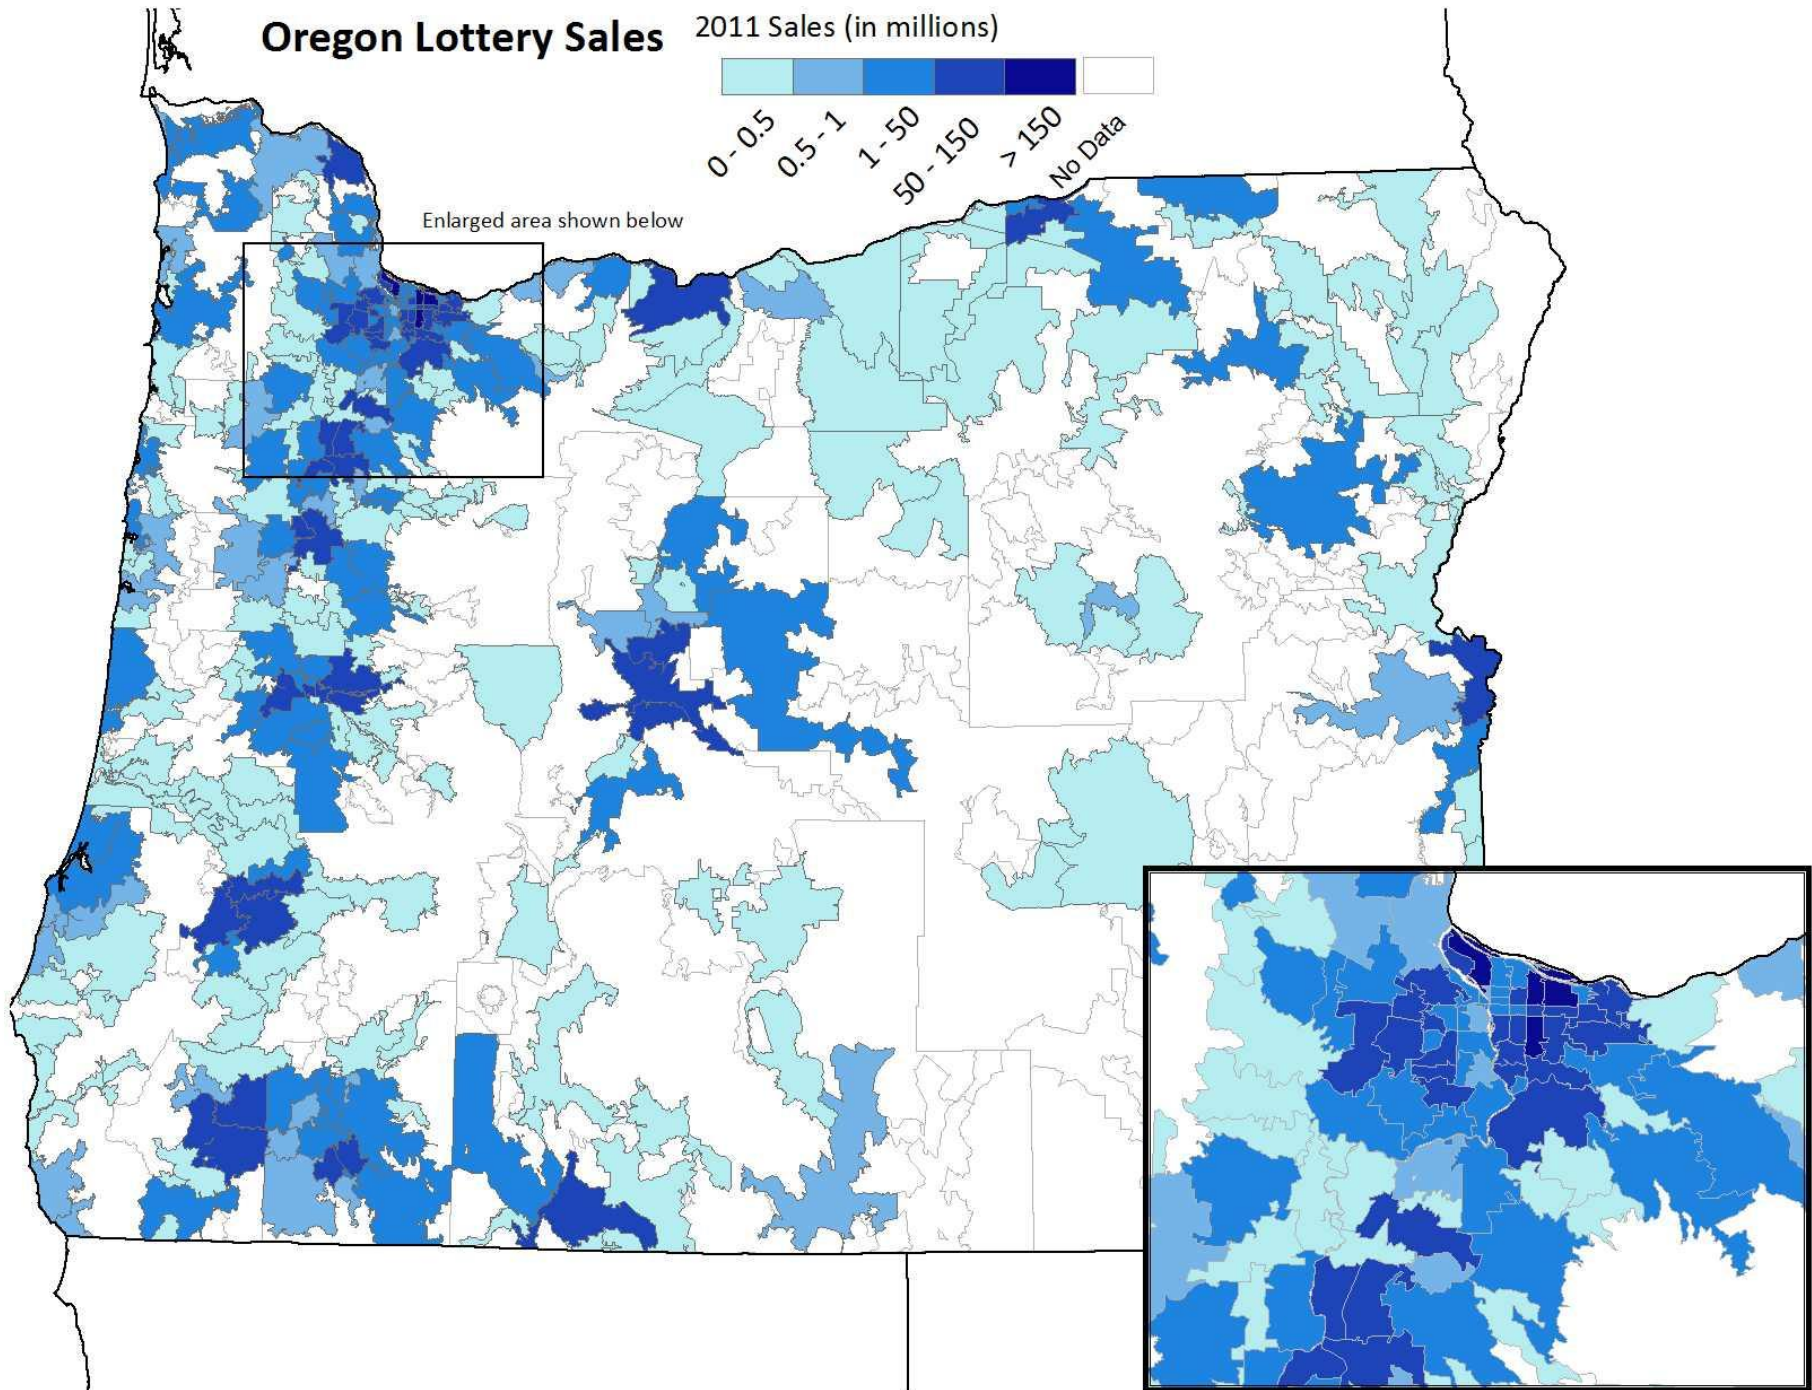 Oregon Lottery Sales
2011 Sales (in millions)
0 - 0.5
0.5 - 1
1 - 50
50 - 150
> 150
No Data
Enlarged area shown below